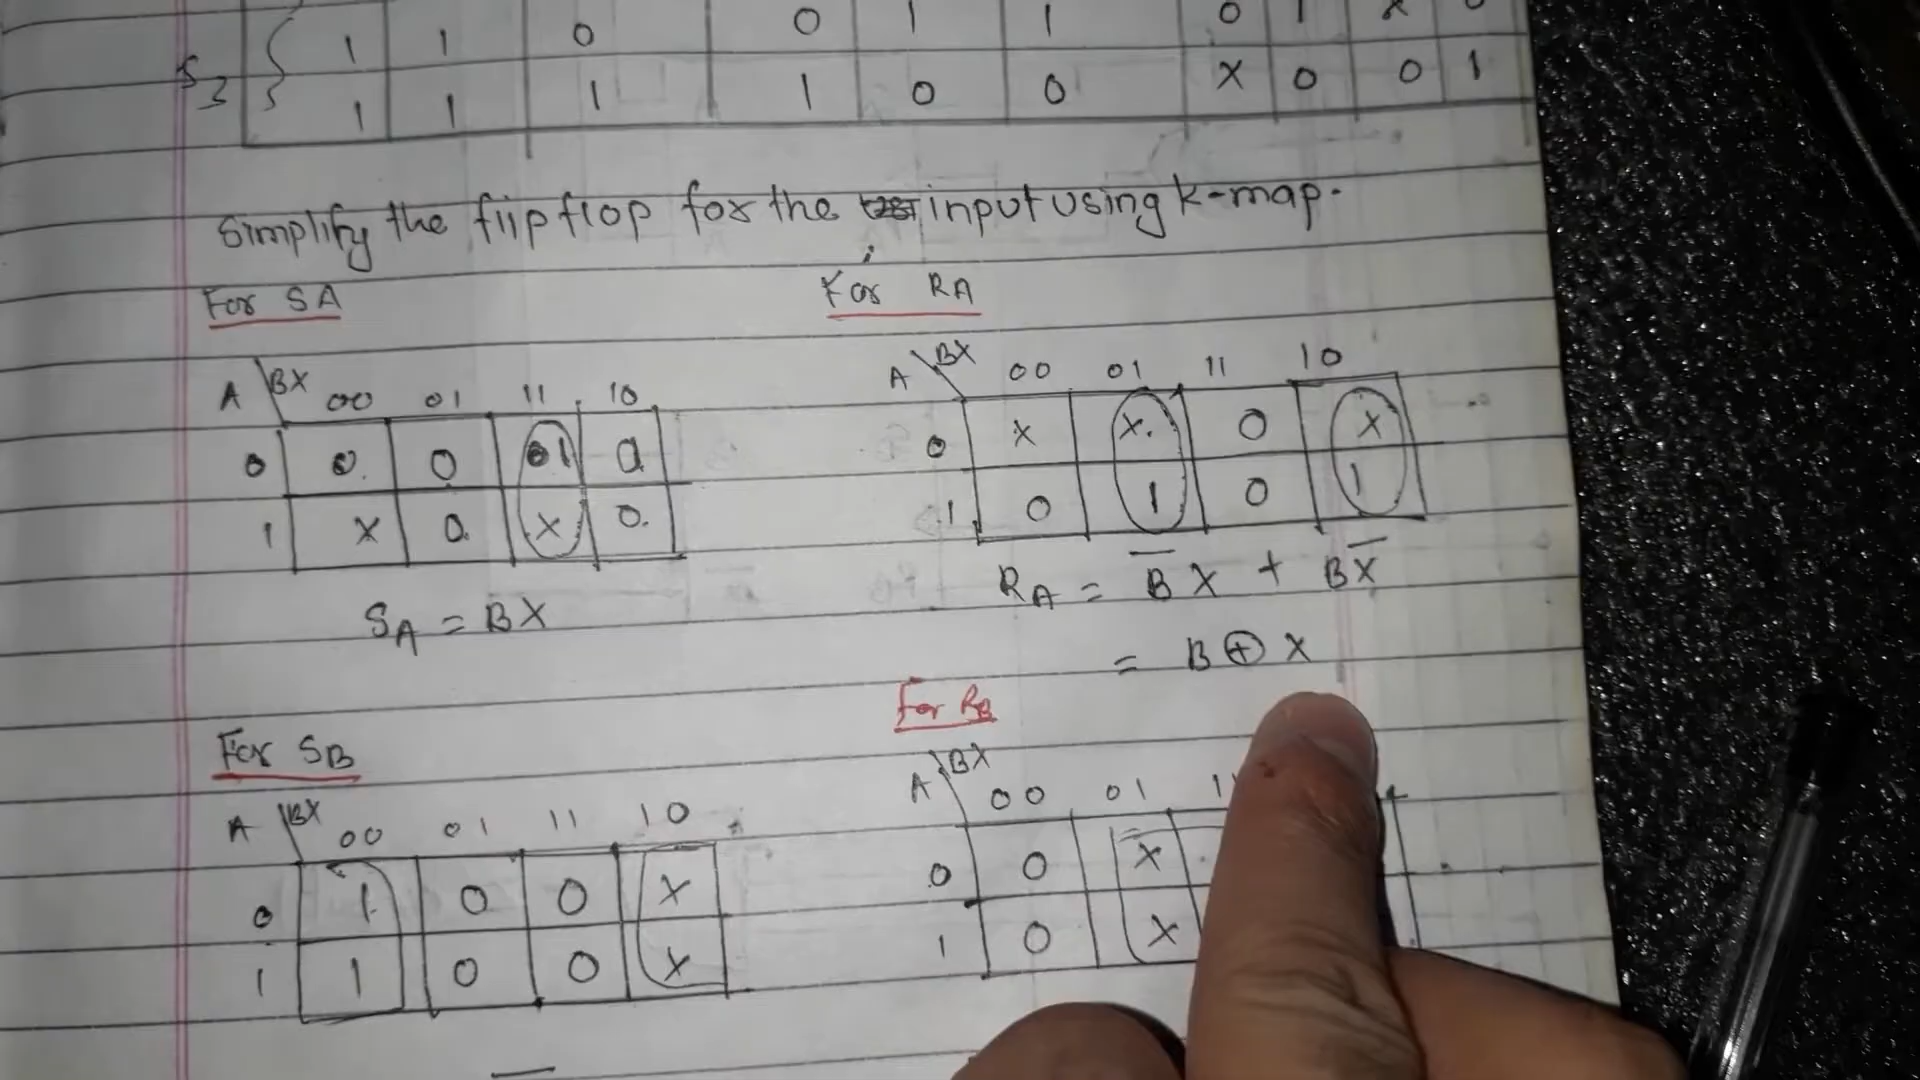 1 1 0 0 1 1 0 1 x 0
S3 1 1 1 1 0 0 X 0 0 1
Simplify the flip flop for the input using k-map.
For SA
For RA
A BX 00 01 11 10
0 0. 0 01 0
1 X 0. X 0.
SA = BX
A BX 00 01 11 10
0 X X. 0 X
1 0 1 0 1
RA = B̅ X + B X̅
= B ⊕ X
For SB
For RB
A BX 00 01 11 10
0 1 0 0 X
1 1 0 0 X
A BX 00 01 1
0 0 X
1 0 X